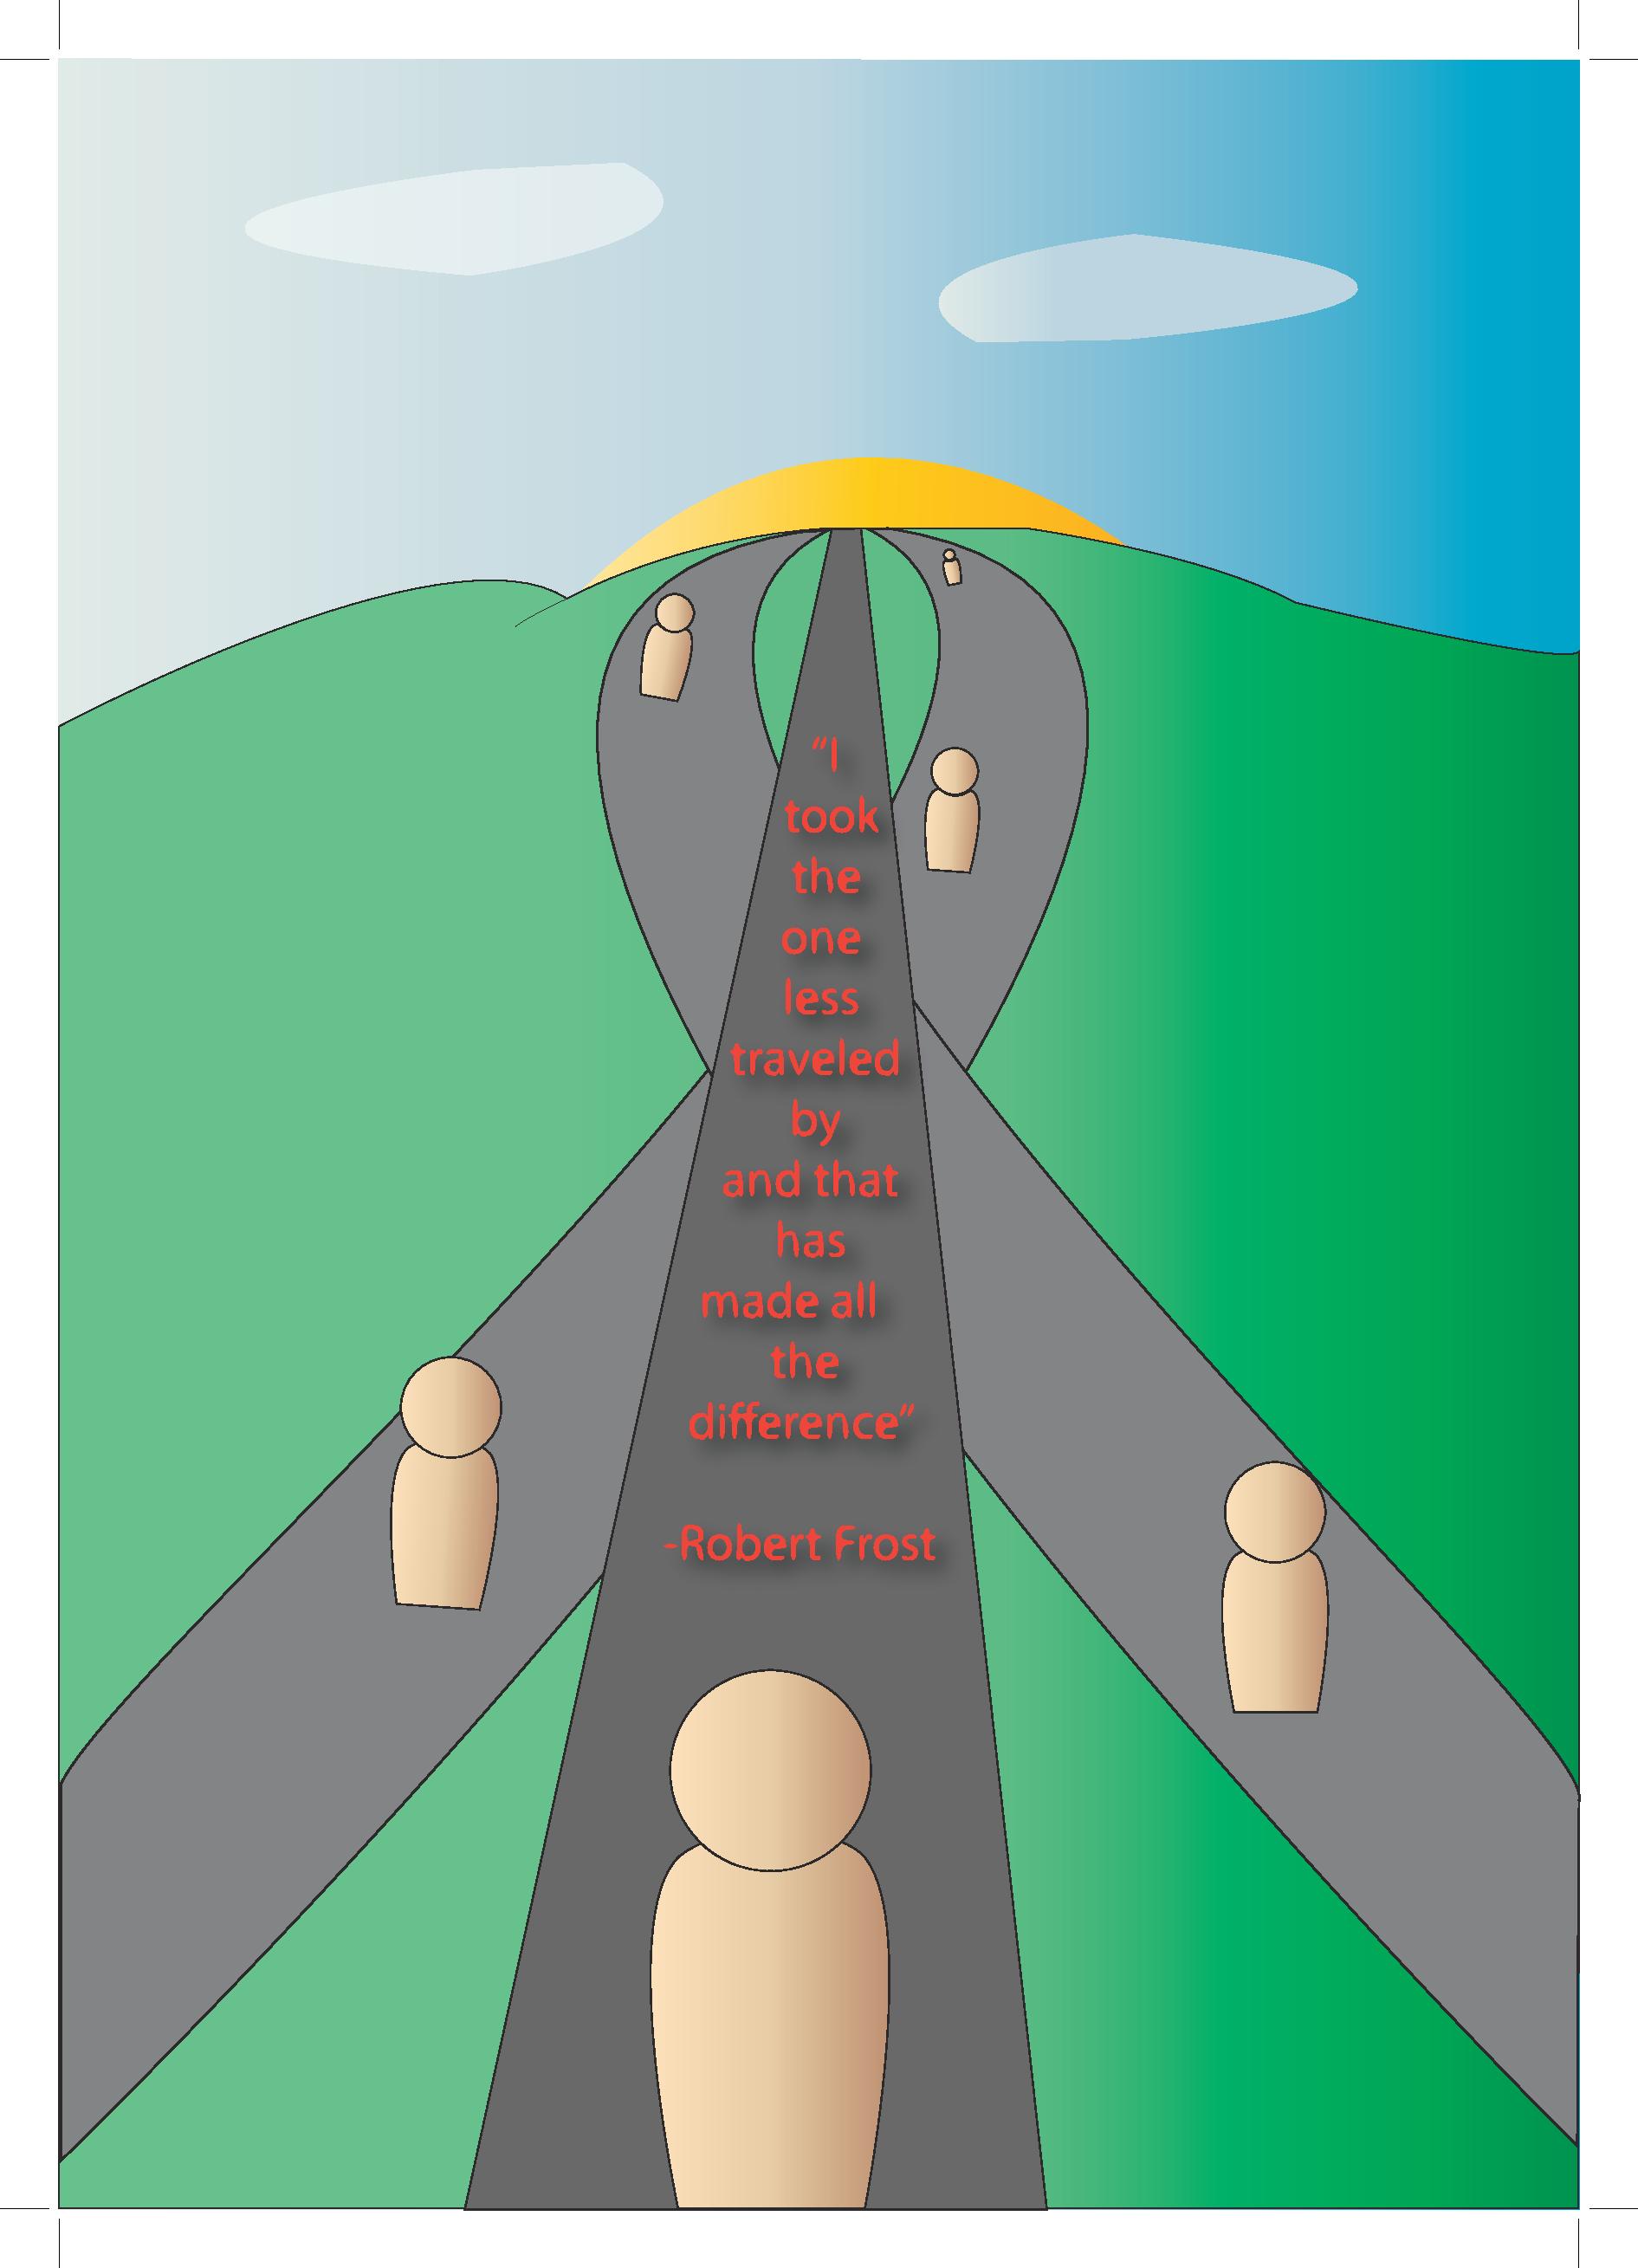 “I
took
the
one
less
traveled
by
and that
has
made all
the
difference”
-Robert Frost